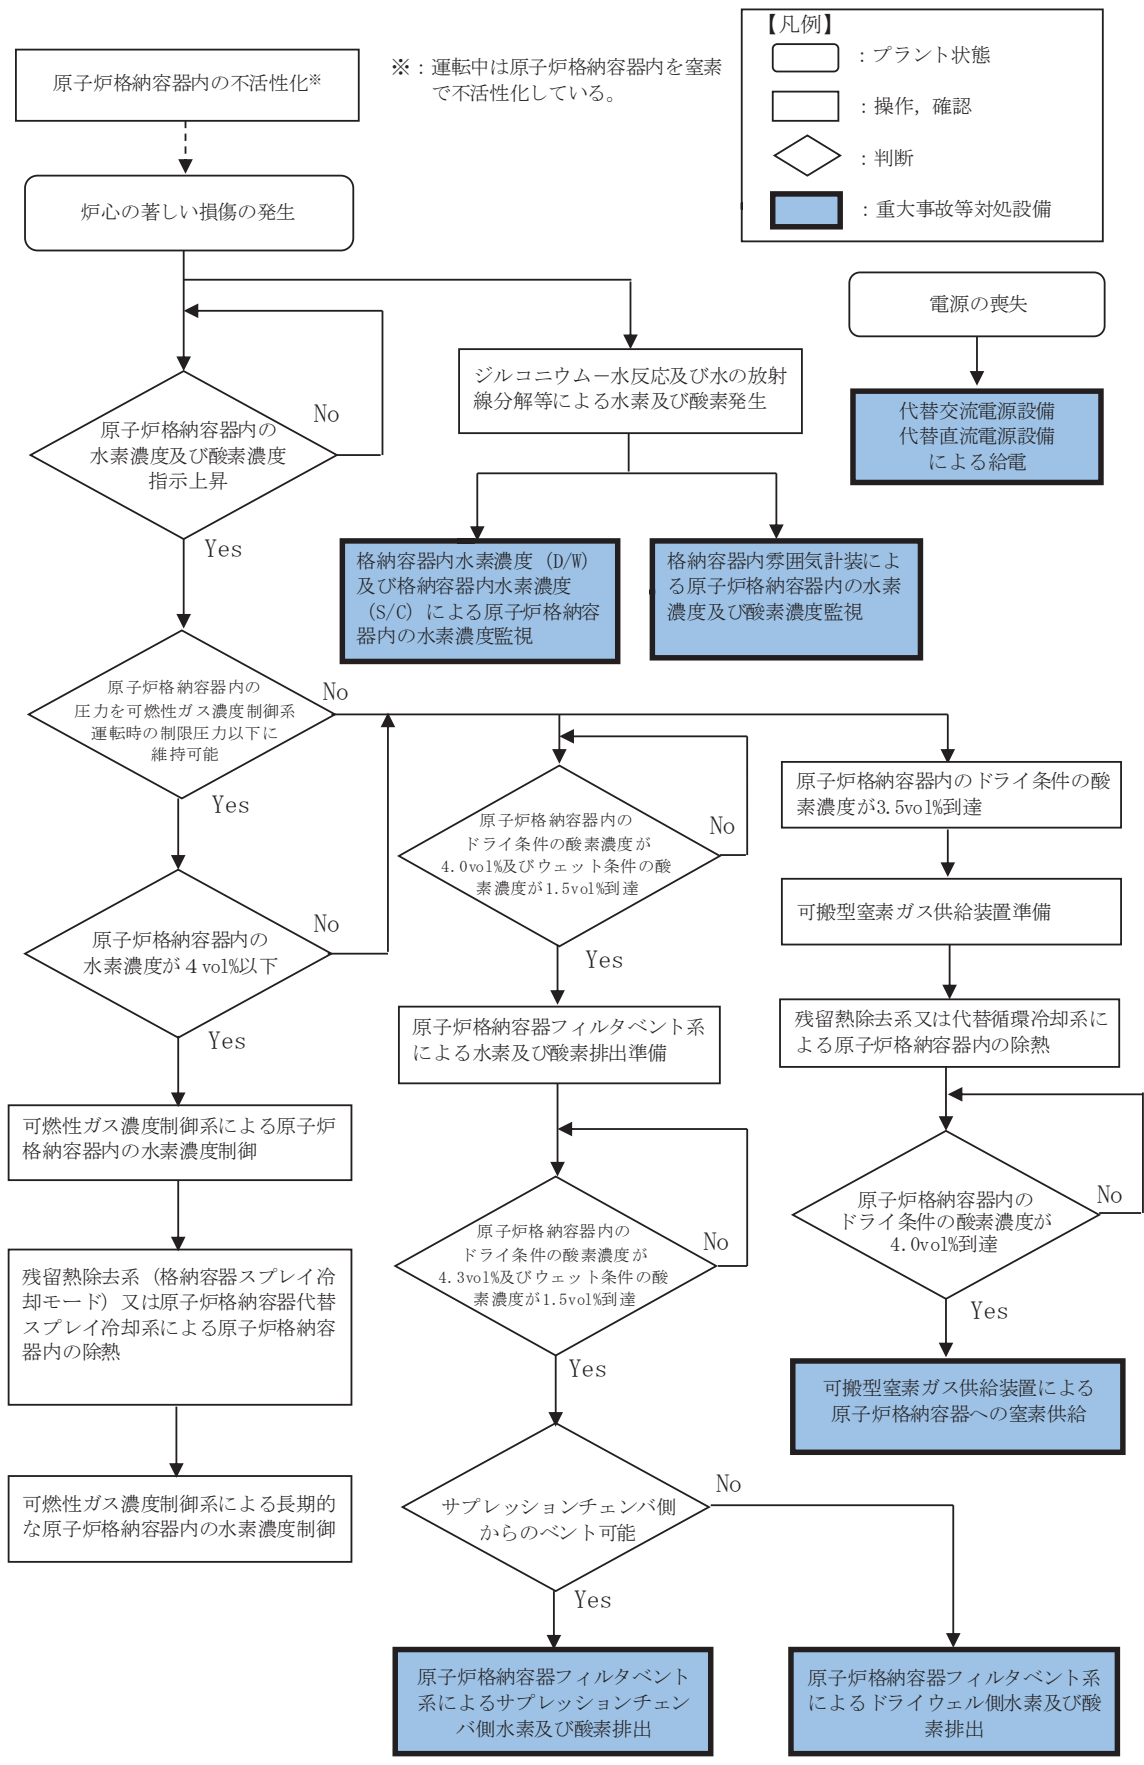 原子炉格納容器内の不活性化※
※：運転中は原子炉格納容器内を窒素
で不活性化している。
【凡例】
：プラント状態
：操作，確認
：判断
：重大事故等対処設備
炉心の著しい損傷の発生
電源の喪失
代替交流電源設備
代替直流電源設備
による給電
ジルコニウム－水反応及び水の放射
線分解等による水素及び酸素発生
原子炉格納容器内の
水素濃度及び酸素濃度
指示上昇
No
Yes
格納容器内水素濃度（D/W）
及び格納容器内水素濃度
（S/C）による原子炉格納容
器内の水素濃度監視
格納容器内雰囲気計装によ
る原子炉格納容器内の水素
濃度及び酸素濃度監視
原子炉格納容器内の
圧力を可燃性ガス濃度制御系
運転時の制限圧力以下に
維持可能
No
Yes
原子炉格納容器内の
水素濃度が４vol%以下
No
Yes
可燃性ガス濃度制御系による原子炉
格納容器内の水素濃度制御
残留熱除去系（格納容器スプレイ冷
却モード）又は原子炉格納容器代替
スプレイ冷却系による原子炉格納容
器内の除熱
可燃性ガス濃度制御系による長期的
な原子炉格納容器内の水素濃度制御
原子炉格納容器内の
ドライ条件の酸素濃度が
4.0vol%及びウェット条件の酸
素濃度が1.5vol%到達
No
Yes
原子炉格納容器フィルタベント系
による水素及び酸素排出準備
原子炉格納容器内の
ドライ条件の酸素濃度が
4.3vol%及びウェット条件の酸
素濃度が1.5vol%到達
No
Yes
サプレッションチェンバ側
からのベント可能
No
Yes
原子炉格納容器フィルタベント
系によるサプレッションチェン
バ側水素及び酸素排出
原子炉格納容器フィルタベント系
によるドライウェル側水素及び酸
素排出
原子炉格納容器内のドライ条件の酸
素濃度が3.5vol%到達
可搬型窒素ガス供給装置準備
残留熱除去系又は代替循環冷却系に
よる原子炉格納容器内の除熱
原子炉格納容器内の
ドライ条件の酸素濃度が
4.0vol%到達
No
Yes
可搬型窒素ガス供給装置による
原子炉格納容器への窒素供給